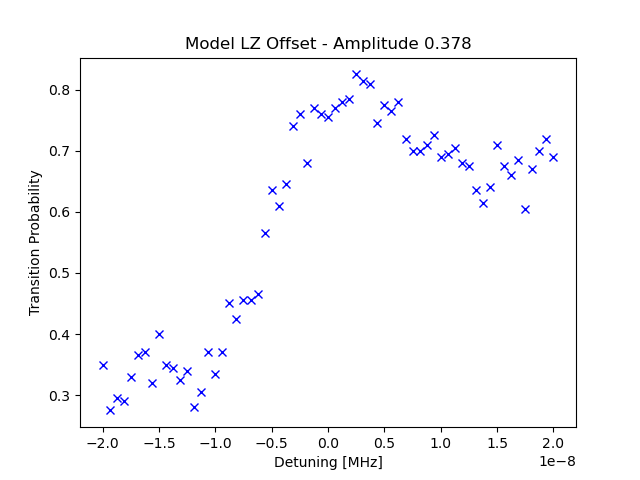 Model LZ Offset - Amplitude 0.378
Transition Probability
0.8
0.7
0.6
0.5
0.4
0.3
−2.0 −1.5 −1.0 −0.5 0.0 0.5 1.0 1.5 2.0
1e−8
Detuning [MHz]